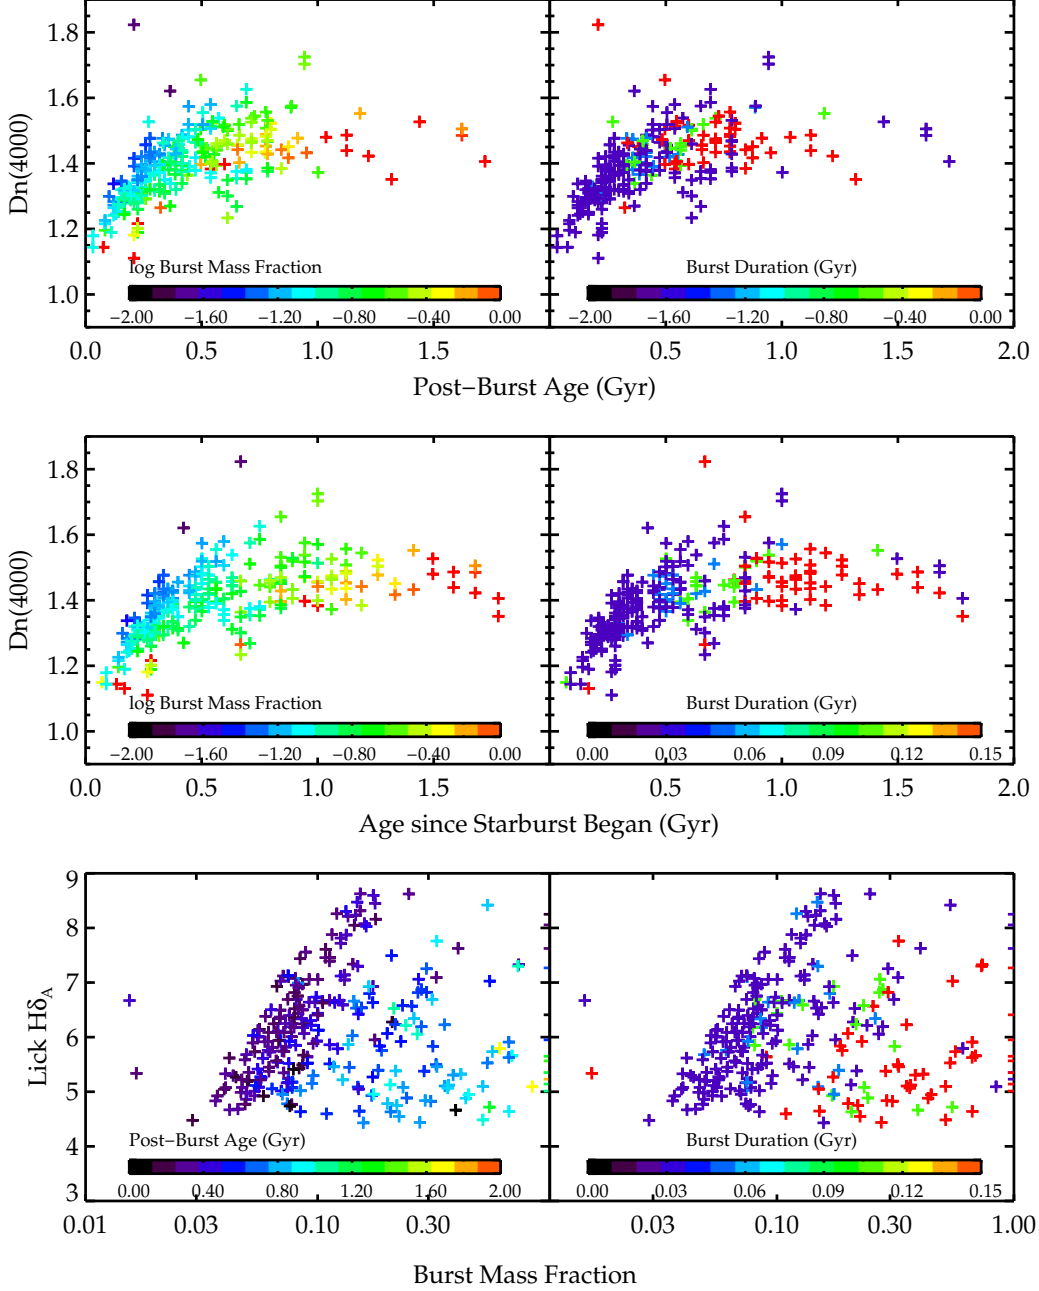 1.8
1.6
1.4
1.2
1.0
Dn(4000)
log Burst Mass Fraction
−2.00 −1.60 −1.20 −0.80 −0.40 0.00
Burst Duration (Gyr)
−2.00 −1.60 −1.20 −0.80 −0.40 0.00
0.0 0.5 1.0 1.5 0.5 1.0 1.5 2.0
Post−Burst Age (Gyr)
1.8
1.6
1.4
1.2
1.0
Dn(4000)
log Burst Mass Fraction
−2.00 −1.60 −1.20 −0.80 −0.40 0.00
Burst Duration (Gyr)
0.00 0.03 0.06 0.09 0.12 0.15
0.0 0.5 1.0 1.5 0.5 1.0 1.5 2.0
Age since Starburst Began (Gyr)
9
8
7
6
5
4
3
Lick Hδ_A
Post−Burst Age (Gyr)
0.00 0.40 0.80 1.20 1.60 2.00
Burst Duration (Gyr)
0.00 0.03 0.06 0.09 0.12 0.15
0.01 0.03 0.10 0.30 0.03 0.10 0.30 1.00
Burst Mass Fraction